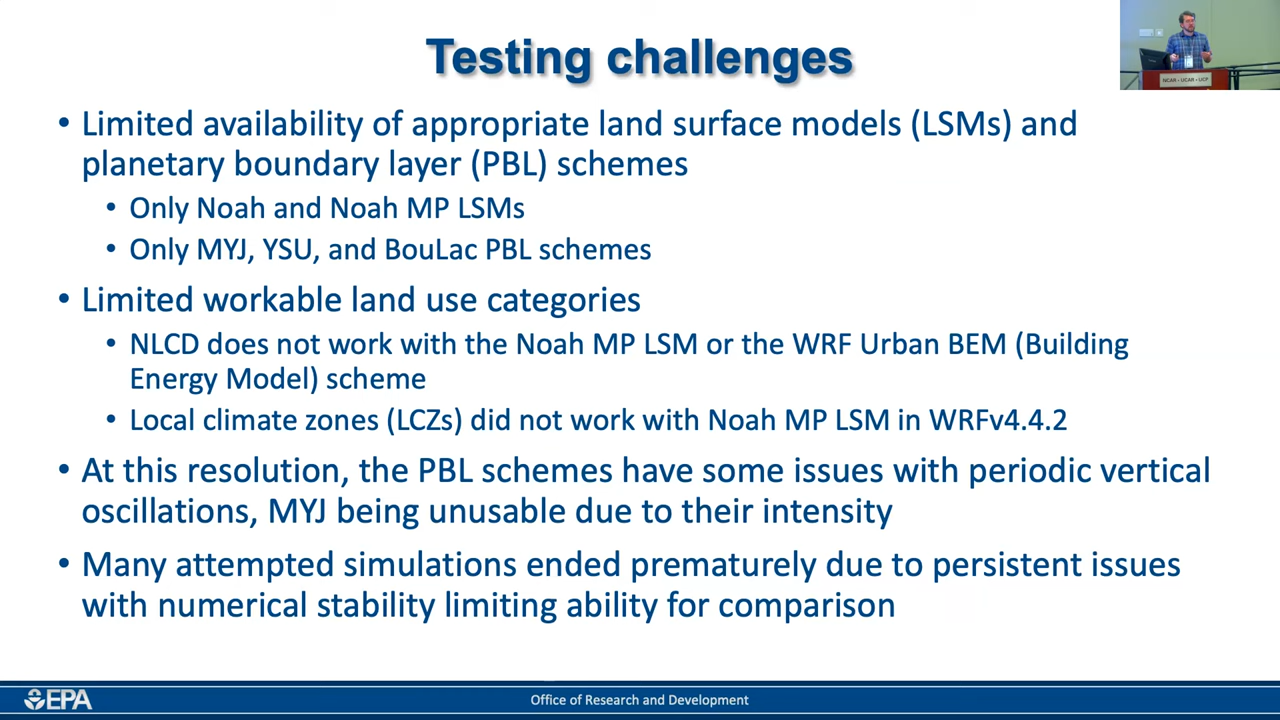 Testing challenges
• Limited availability of appropriate land surface models (LSMs) and
planetary boundary layer (PBL) schemes
• Only Noah and Noah MP LSMs
• Only MYJ, YSU, and BouLac PBL schemes
• Limited workable land use categories
• NLCD does not work with the Noah MP LSM or the WRF Urban BEM (Building
Energy Model) scheme
• Local climate zones (LCZs) did not work with Noah MP LSM in WRFv4.4.2
• At this resolution, the PBL schemes have some issues with periodic vertical
oscillations, MYJ being unusable due to their intensity
• Many attempted simulations ended prematurely due to persistent issues
with numerical stability limiting ability for comparison
NCAR • UCAR • UCP
EPA
Office of Research and Development